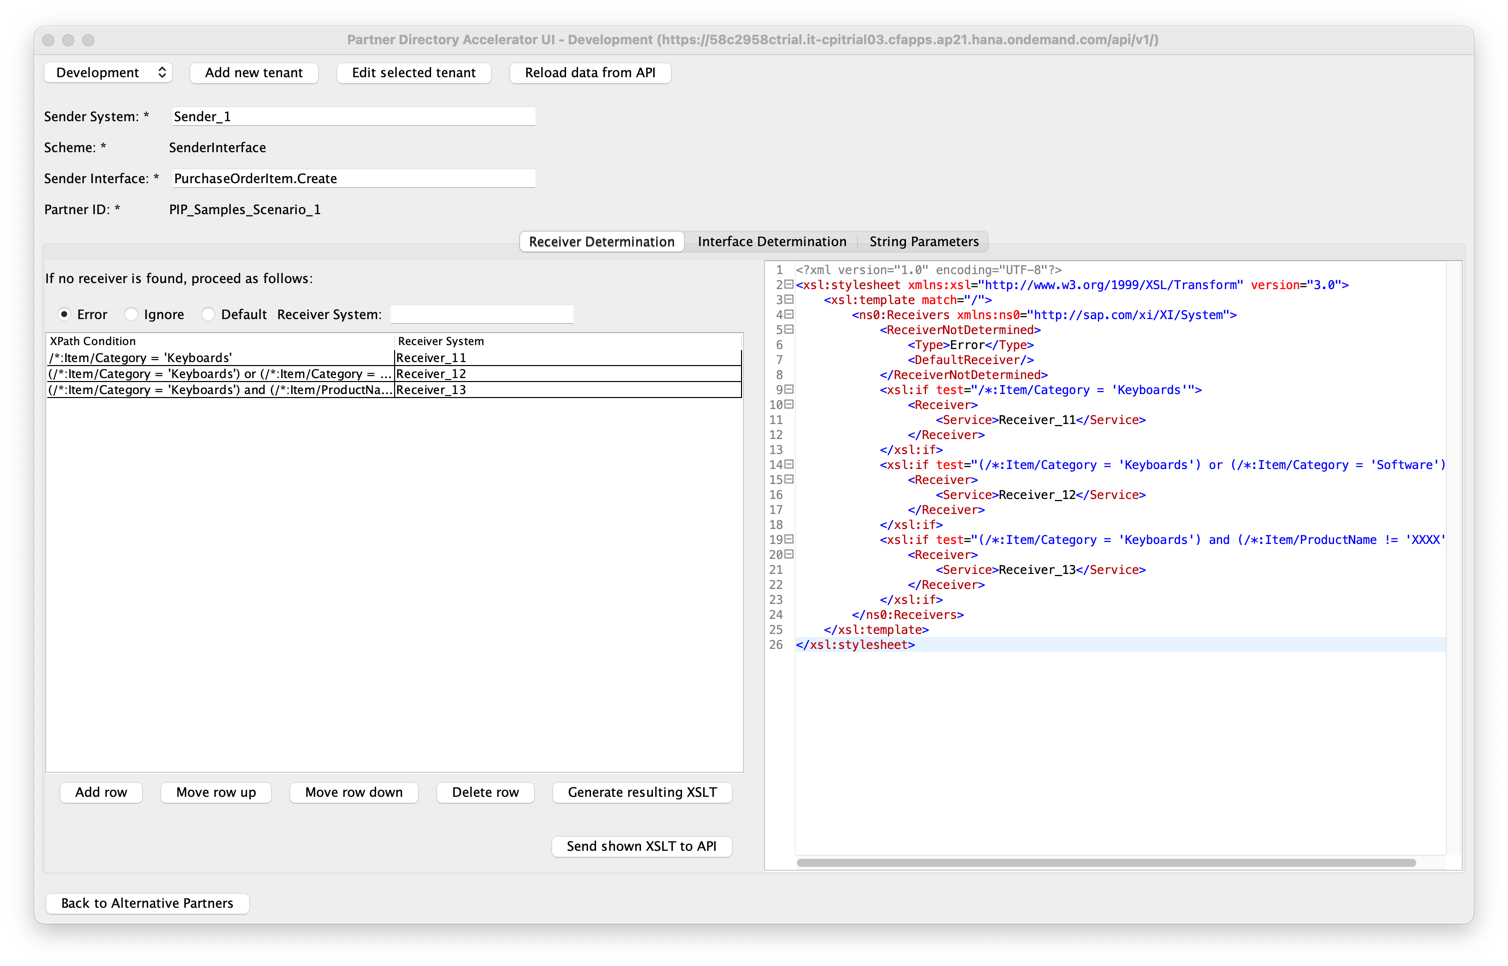 Partner Directory Accelerator UI - Development (https://58c2958ctrial.it-cpitrial03.cfapps.ap21.hana.ondemand.com/api/v1/)
Development Add new tenant Edit selected tenant Reload data from API
Sender System: * Sender_1
Scheme: * SenderInterface
Sender Interface: * PurchaseOrderItem.Create
Partner ID: * PIP_Samples_Scenario_1
Receiver Determination Interface Determination String Parameters
If no receiver is found, proceed as follows:
Error Ignore Default Receiver System:
XPath Condition Receiver System
/*:Item/Category = 'Keyboards' Receiver_11
(/*:Item/Category = 'Keyboards') or (/*:Item/Category = ... Receiver_12
(/*:Item/Category = 'Keyboards') and (/*:Item/ProductNa... Receiver_13
Add row Move row up Move row down Delete row Generate resulting XSLT
Send shown XSLT to API
1 <?xml version="1.0" encoding="UTF-8"?>
2 <xsl:stylesheet xmlns:xsl="http://www.w3.org/1999/XSL/Transform" version="3.0">
3 <xsl:template match="/">
4 <ns0:Receivers xmlns:ns0="http://sap.com/xi/XI/System">
5 <ReceiverNotDetermined>
6 <Type>Error</Type>
7 <DefaultReceiver/>
8 </ReceiverNotDetermined>
9 <xsl:if test="/*:Item/Category = 'Keyboards'">
10 <Receiver>
11 <Service>Receiver_11</Service>
12 </Receiver>
13 </xsl:if>
14 <xsl:if test="(/*:Item/Category = 'Keyboards') or (/*:Item/Category = 'Software')
15 <Receiver>
16 <Service>Receiver_12</Service>
17 </Receiver>
18 </xsl:if>
19 <xsl:if test="(/*:Item/Category = 'Keyboards') and (/*:Item/ProductName != 'XXXX'
20 <Receiver>
21 <Service>Receiver_13</Service>
22 </Receiver>
23 </xsl:if>
24 </ns0:Receivers>
25 </xsl:template>
26 </xsl:stylesheet>
Back to Alternative Partners